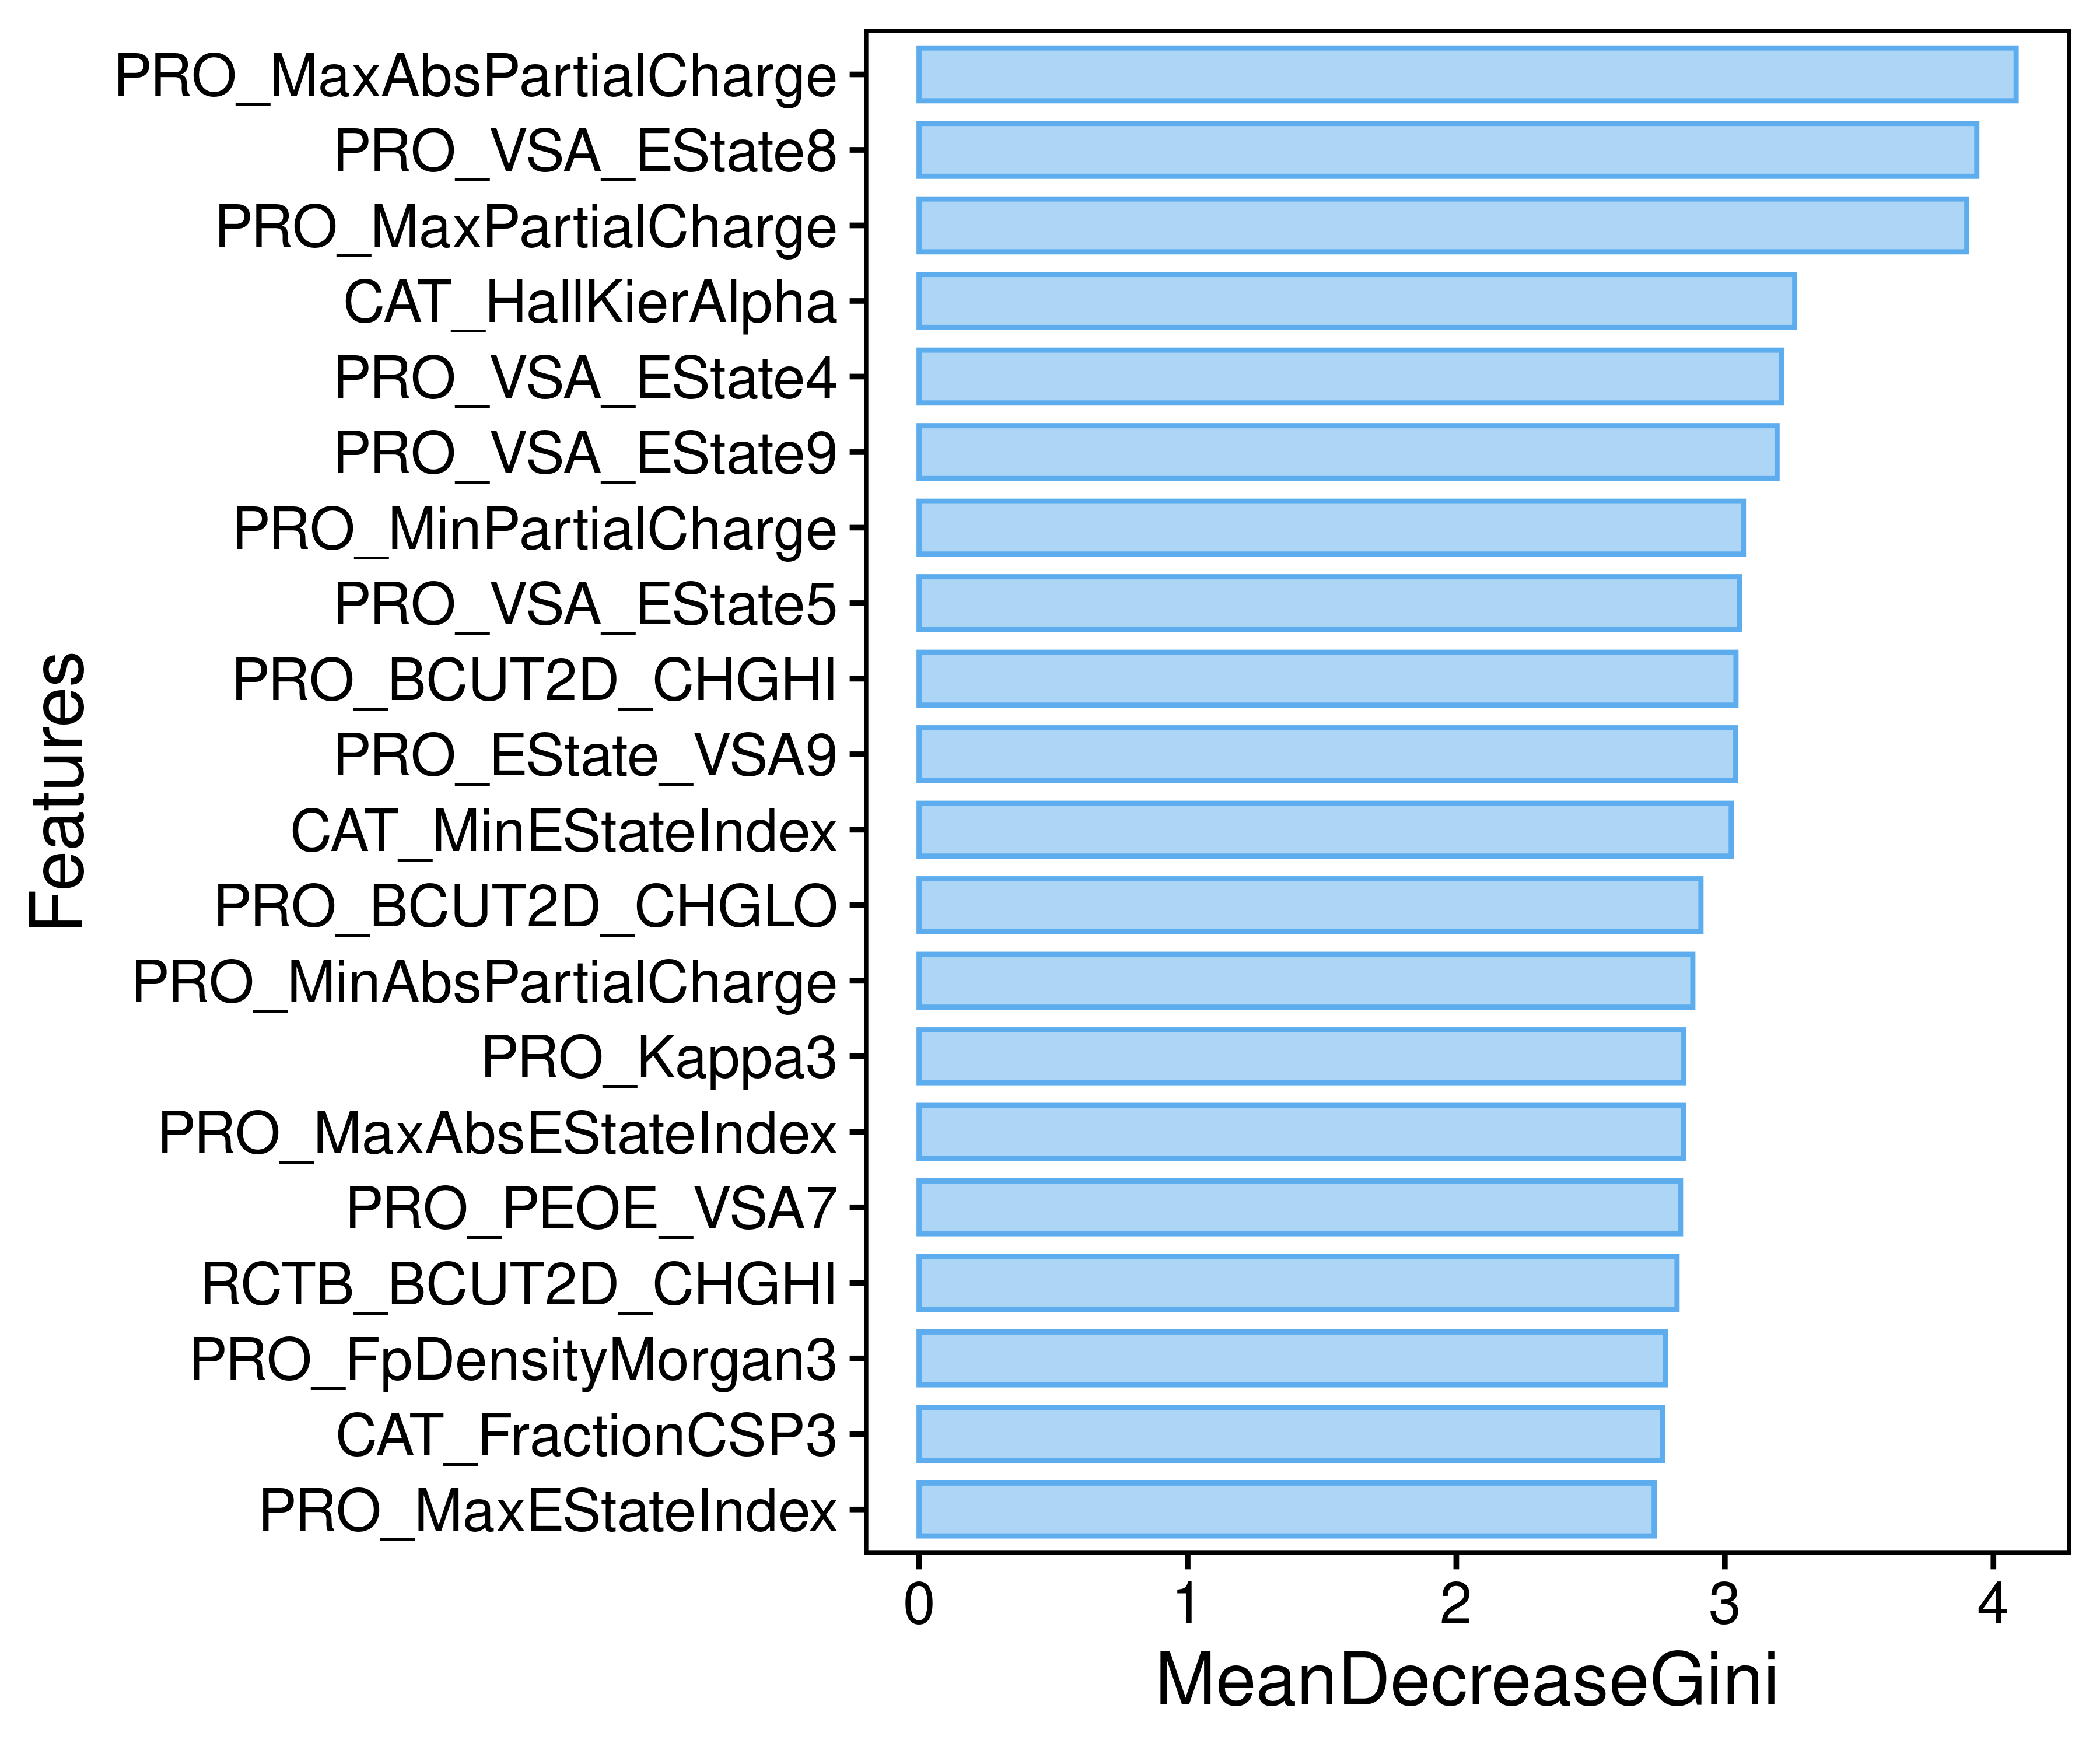 PRO_MaxAbsPartialCharge
PRO_VSA_EState8
PRO_MaxPartialCharge
CAT_HallKierAlpha
PRO_VSA_EState4
PRO_VSA_EState9
PRO_MinPartialCharge
PRO_VSA_EState5
PRO_BCUT2D_CHGHI
PRO_EState_VSA9
CAT_MinEStateIndex
PRO_BCUT2D_CHGLO
PRO_MinAbsPartialCharge
PRO_Kappa3
PRO_MaxAbsEStateIndex
PRO_PEOE_VSA7
RCTB_BCUT2D_CHGHI
PRO_FpDensityMorgan3
CAT_FractionCSP3
PRO_MaxEStateIndex
Features
0 1 2 3 4
MeanDecreaseGini